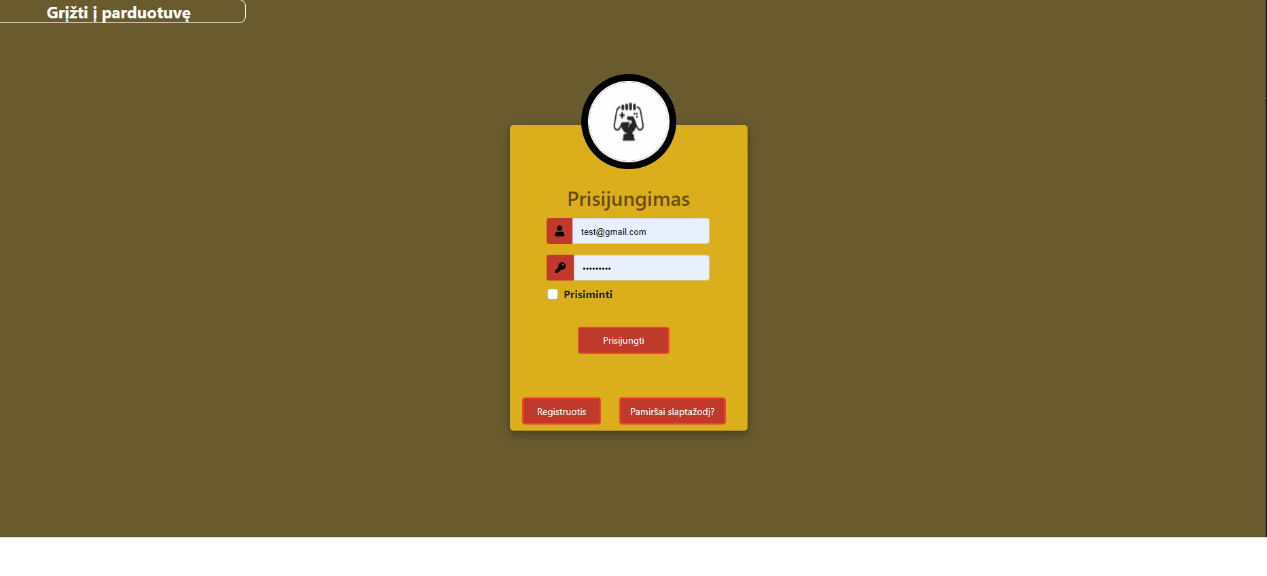 Grįžti į parduotuvę
Prisijungimas
test@gmail.com
•••••••••
Prisiminti
Prisijungti
Registruotis
Pamiršai slaptažodį?